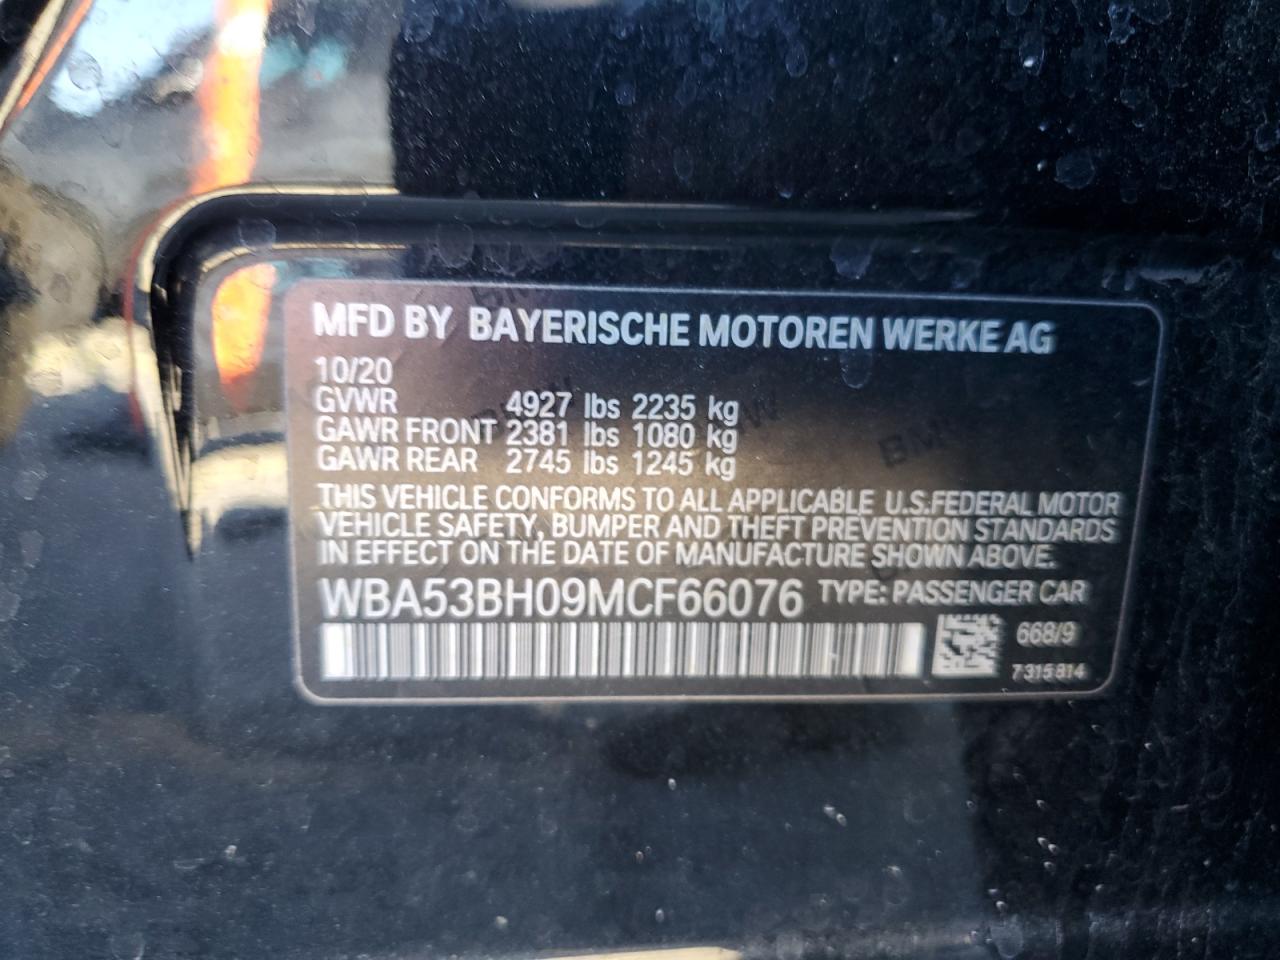 MFD BY BAYERISCHE MOTOREN WERKE AG
10/20
GVWR 4927 lbs 2235 kg
GAWR FRONT 2381 lbs 1080 kg
GAWR REAR 2745 lbs 1245 kg
THIS VEHICLE CONFORMS TO ALL APPLICABLE U.S.FEDERAL MOTOR
VEHICLE SAFETY, BUMPER AND THEFT PREVENTION STANDARDS
IN EFFECT ON THE DATE OF MANUFACTURE SHOWN ABOVE.
WBA53BH09MCF66076 TYPE: PASSENGER CAR
668/9
7315814